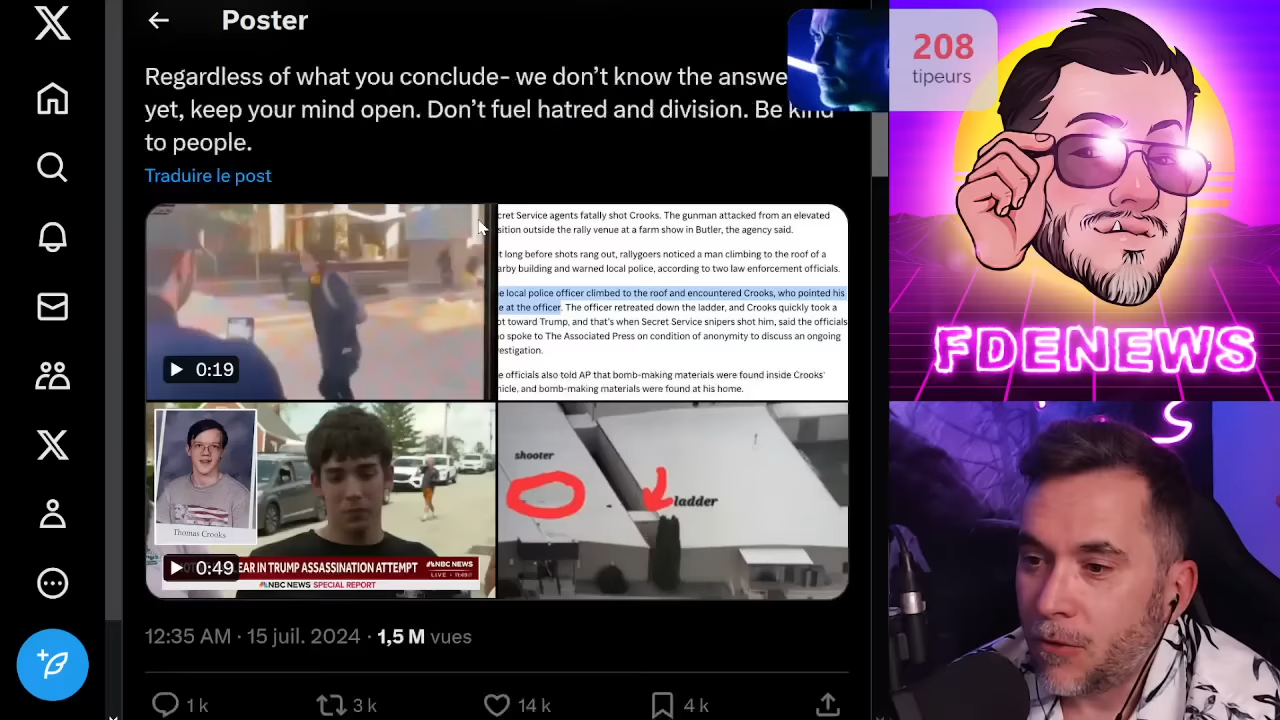 Poster
208
tipeurs
Regardless of what you conclude- we don't know the answe
yet, keep your mind open. Don't fuel hatred and division. Be kind
to people.
Traduire le post
0:19
cret Service agents fatally shot Crooks. The gunman attacked from an elevated
sition outside the rally venue at a farm show in Butler, the agency said.
t long before shots rang out, rallygoers noticed a man climbing to the roof of a
arby building and warned local police, according to two law enforcement officials.
e local police officer climbed to the roof and encountered Crooks, who pointed his
e at the officer. The officer retreated down the ladder, and Crooks quickly took a
ot toward Trump, and that's when Secret Service snipers shot him, said the officials
o spoke to The Associated Press on condition of anonymity to discuss an ongoing
vestigation.
e officials also told AP that bomb-making materials were found inside Crooks'
hicle, and bomb-making materials were found at his home.
Thomas Crooks
0:49
EAR IN TRUMP ASSASSINATION ATTEMPT
NBC NEWS
LIVE
NBC NEWS SPECIAL REPORT
shooter
ladder
12:35 AM · 15 juil. 2024 · 1,5 M vues
1 k
3 k
14 k
4 k
FDENEWS